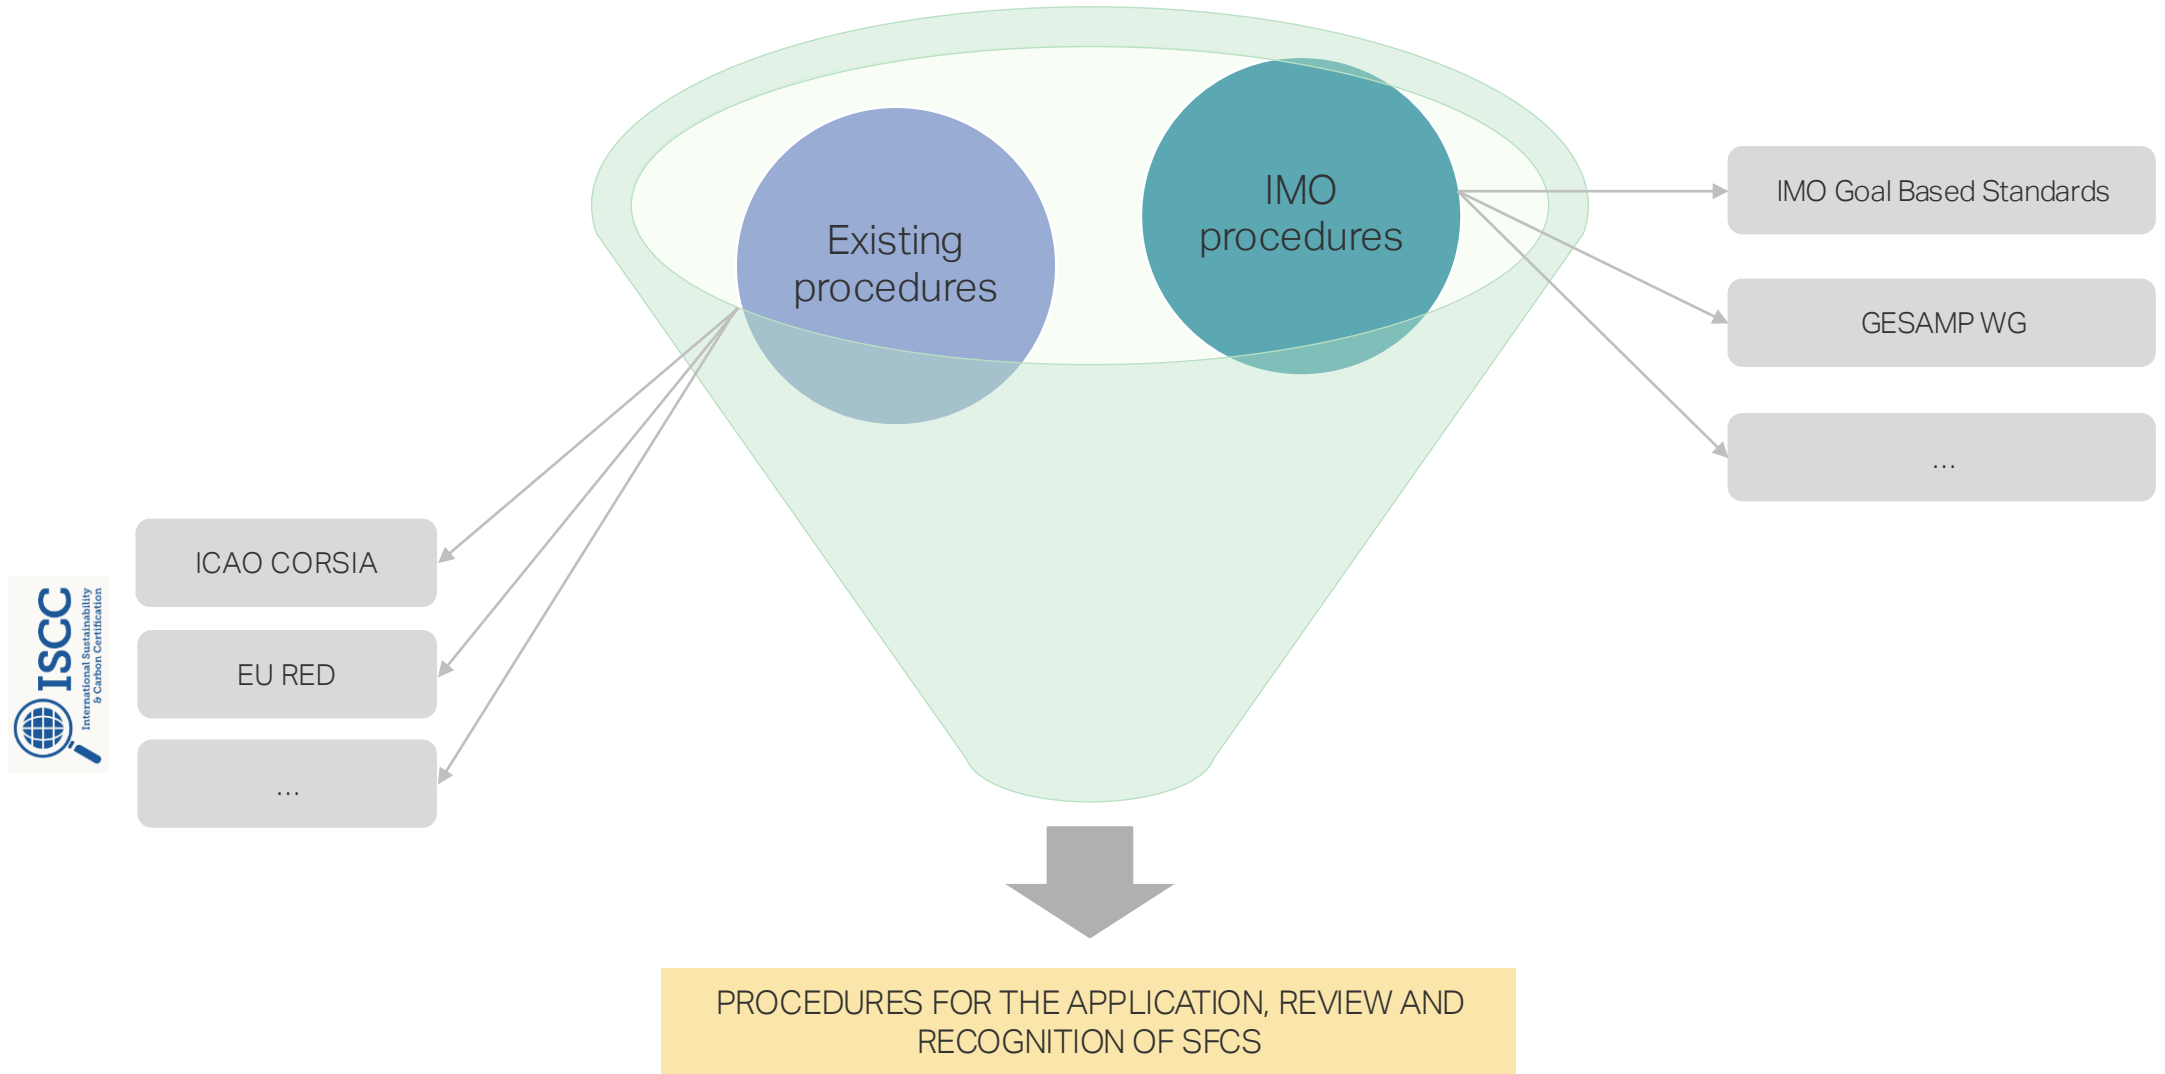 Existing
procedures
IMO
procedures
IMO Goal Based Standards
GESAMP WG
...
ICAO CORSIA
EU RED
...
ISCC
International Sustainability
& Carbon Certification
PROCEDURES FOR THE APPLICATION, REVIEW AND
RECOGNITION OF SFCS